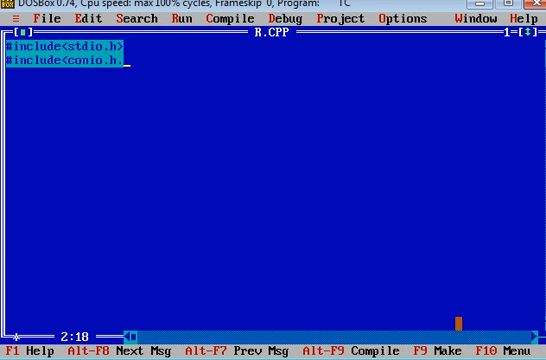 DOSBox 0.74, Cpu speed: max 100% cycles, Frameskip 0, Program: TC
≡ File Edit Search Run Compile Debug Project Options Window Help
[■] R.CPP 1=[↕]
#include<stdio.h>
#include<conio.h.
2:18
F1 Help Alt-F8 Next Msg Alt-F7 Prev Msg Alt-F9 Compile F9 Make F10 Menu